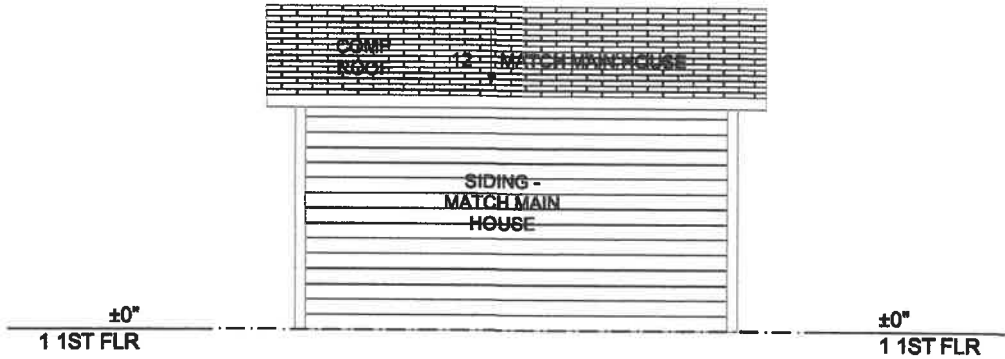 COMP
ROOF
12
MATCH MAIN HOUSE
SIDING -
MATCH MAIN
HOUSE
±0"
1 1ST FLR
±0"
1 1ST FLR